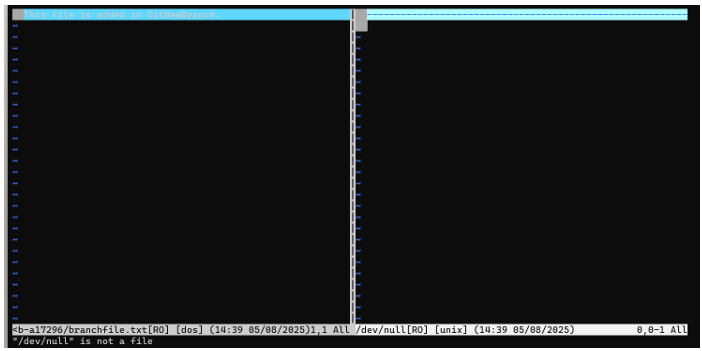 This file is added in GitNewBranch.
<b-a17296/branchfile.txt[RO] [dos] (14:39 05/08/2025)1,1 All /dev/null[RO] [unix] (14:39 05/08/2025) 0,0-1 All
"/dev/null" is not a file